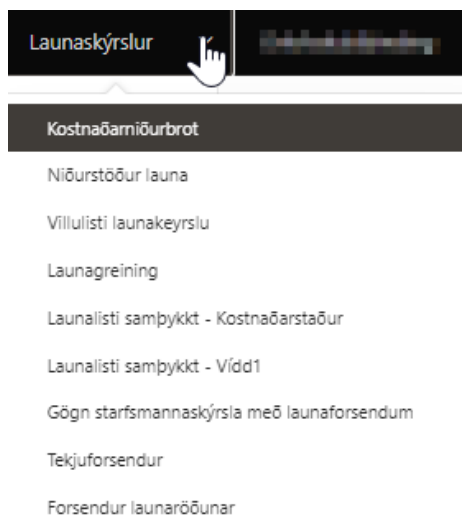 Launaskýrslur
Kostnaðarniðurbrot
Niðurstöður launa
Villulisti launakeyrslu
Launagreining
Launalisti samþykkt - Kostnaðarstaður
Launalisti samþykkt - Vídd1
Gögn starfsmannaskýrsla með launaforsendum
Tekjuforsendur
Forsendur launaröðunar